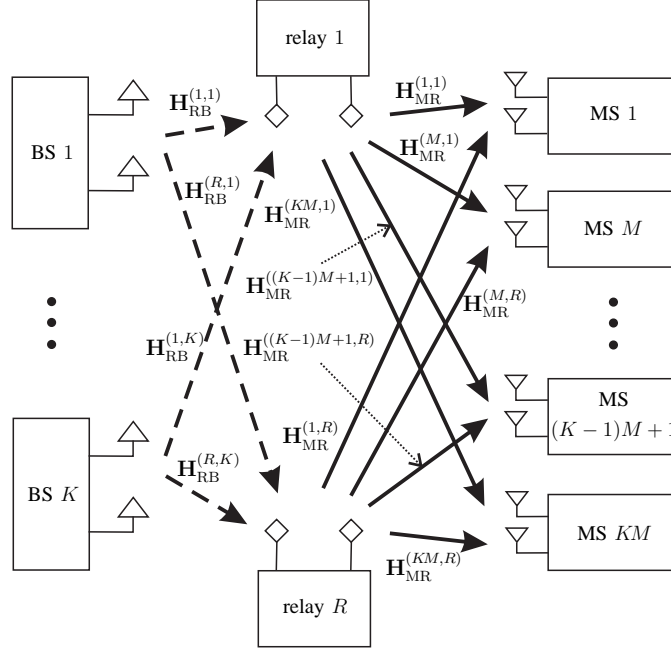 relay 1
BS 1
MS 1
H_RB^(1,1)
H_MR^(1,1)
H_MR^(M,1)
H_RB^(R,1)
H_MR^(KM,1)
MS M
H_MR^((K−1)M+1,1)
H_MR^(M,R)
H_RB^(1,K)
H_MR^((K−1)M+1,R)
MS
(K − 1)M + 1
H_MR^(1,R)
BS K
H_RB^(R,K)
MS KM
H_MR^(KM,R)
relay R